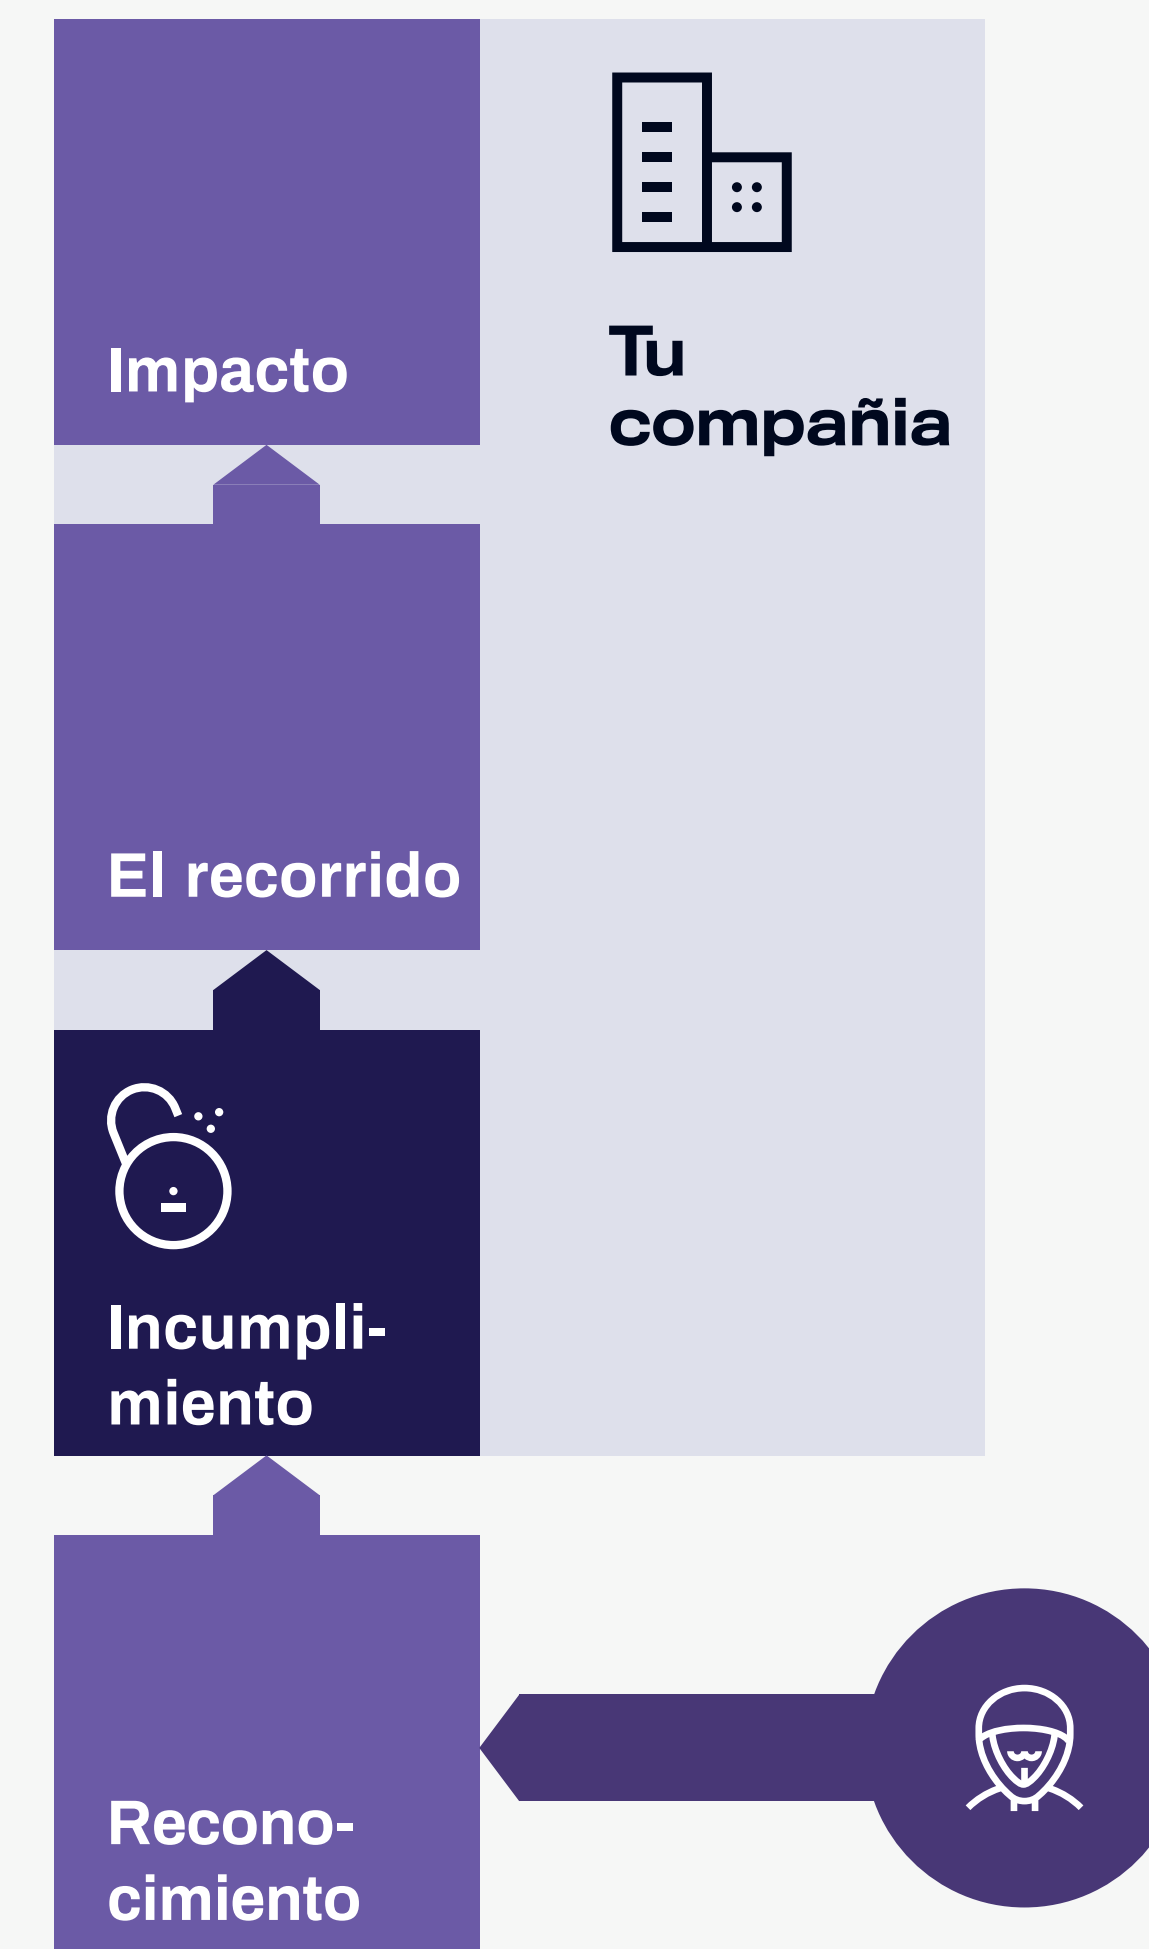 Impacto
Tu
compañia
El recorrido
Incumpli-
miento
Recono-
cimiento